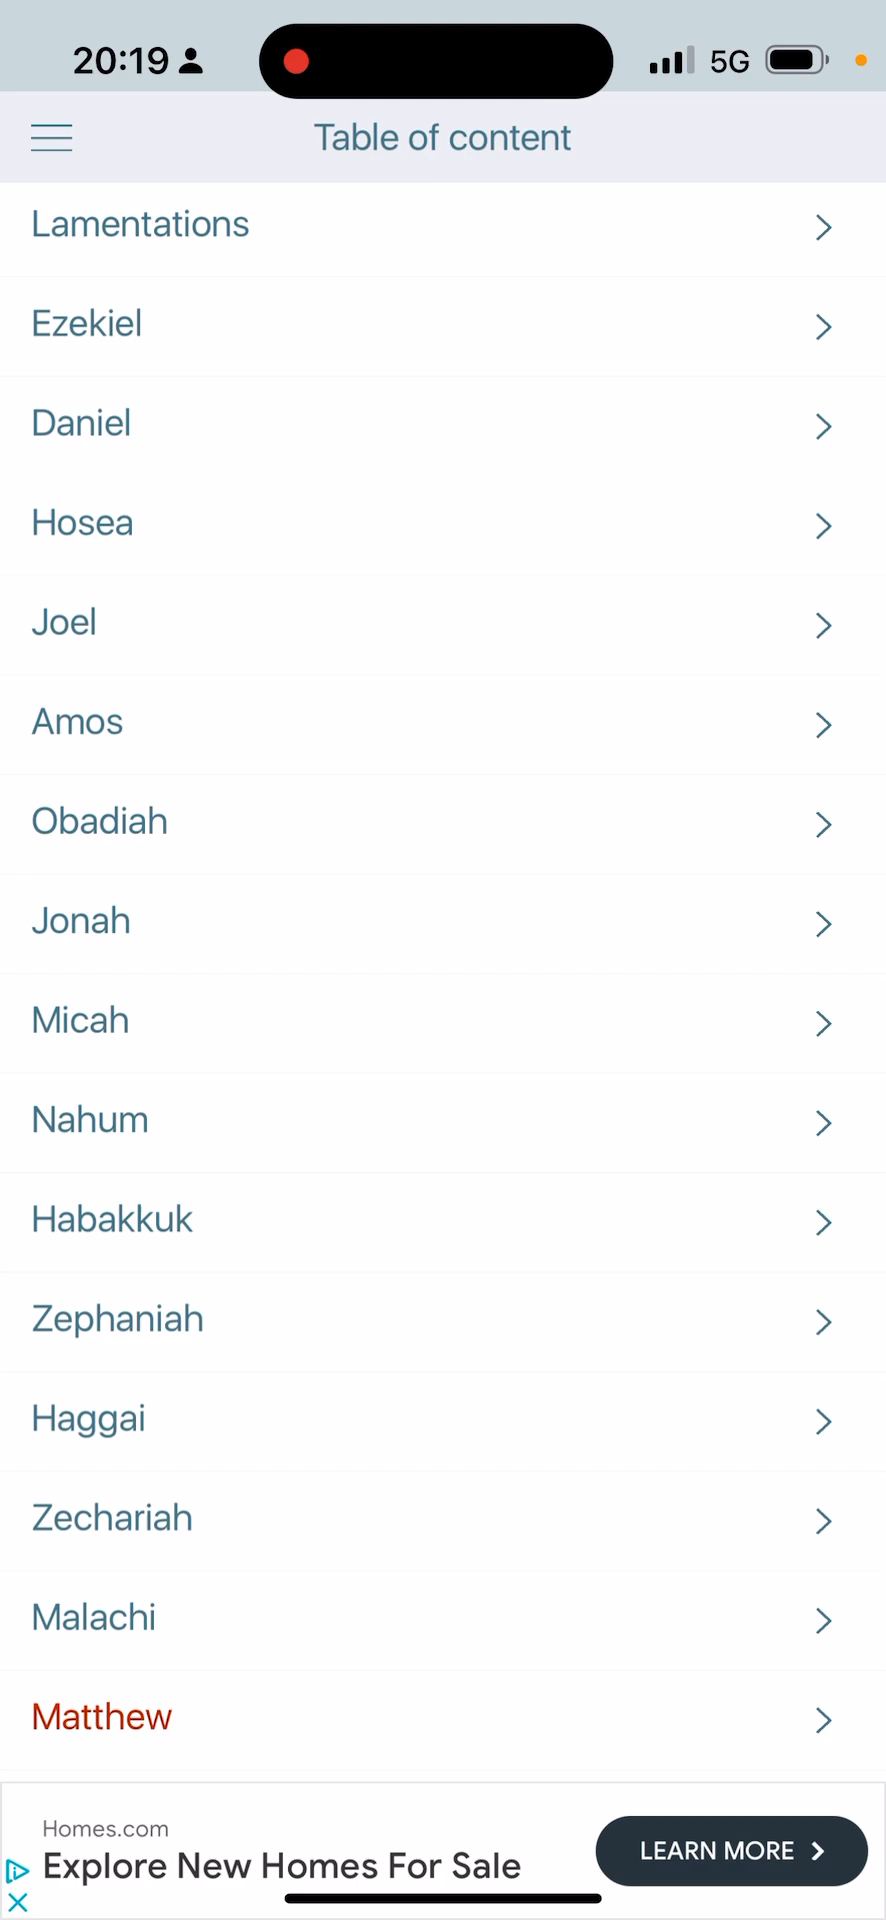 20:19
5G
Table of content
Lamentations
Ezekiel
Daniel
Hosea
Joel
Amos
Obadiah
Jonah
Micah
Nahum
Habakkuk
Zephaniah
Haggai
Zechariah
Malachi
Matthew
Homes.com
Explore New Homes For Sale
LEARN MORE